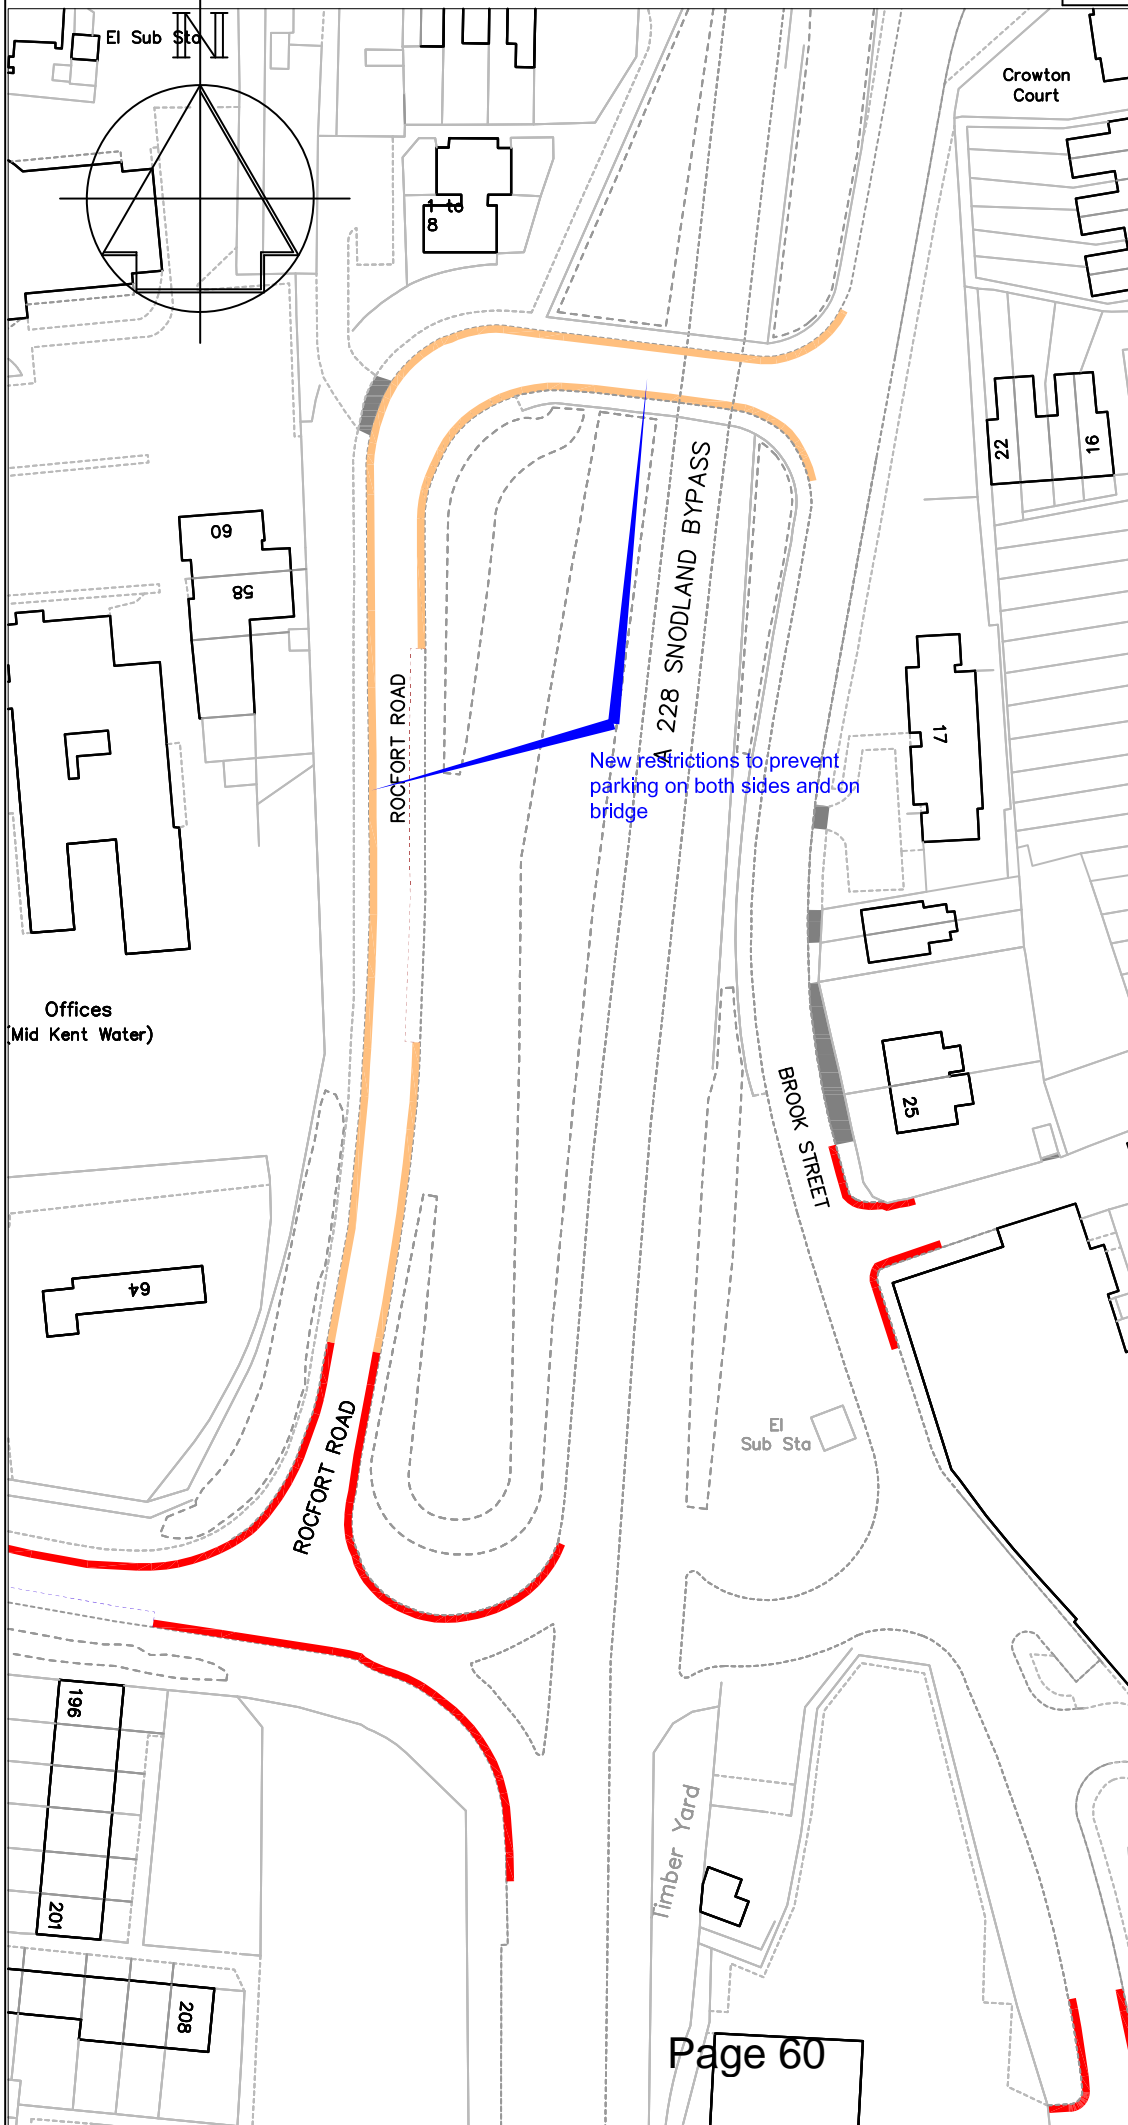 El Sub Sta
N
Crowton
Court
1 to
8
22
16
60
58
ROCFORT ROAD
A 228 SNODLAND BYPASS
New restrictions to prevent
parking on both sides and on
bridge
17
Offices
(Mid Kent Water)
BROOK STREET
25
64
ROCFORT ROAD
El
Sub Sta
196
201
Timber Yard
208
Page 60